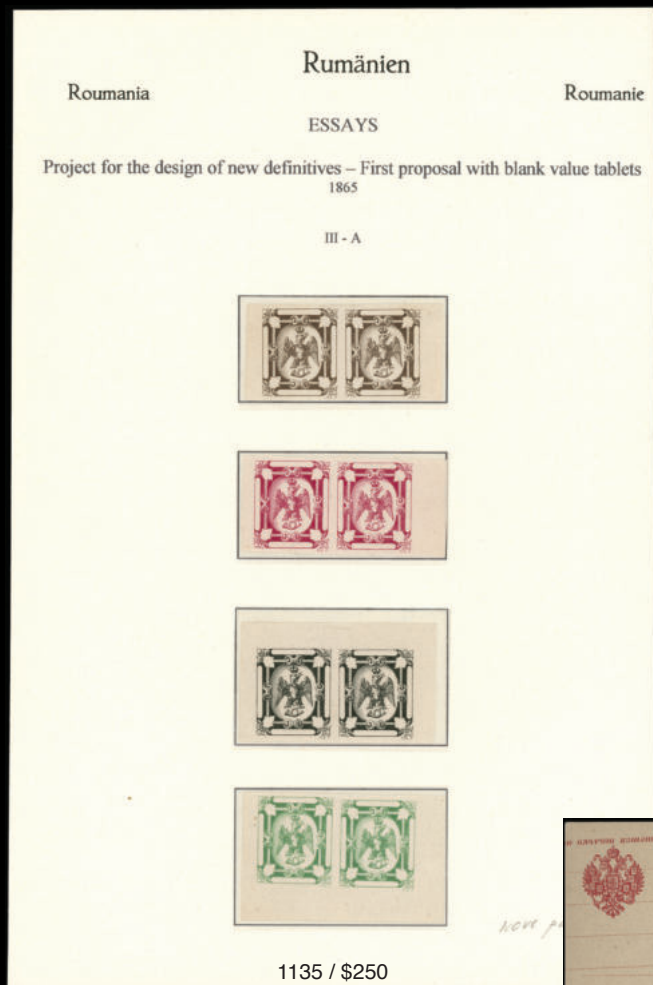 Rumänien
Roumania
Roumanie
ESSAYS
Project for the design of new definitives – First proposal with blank value tablets
1865
III - A
1135 / $250